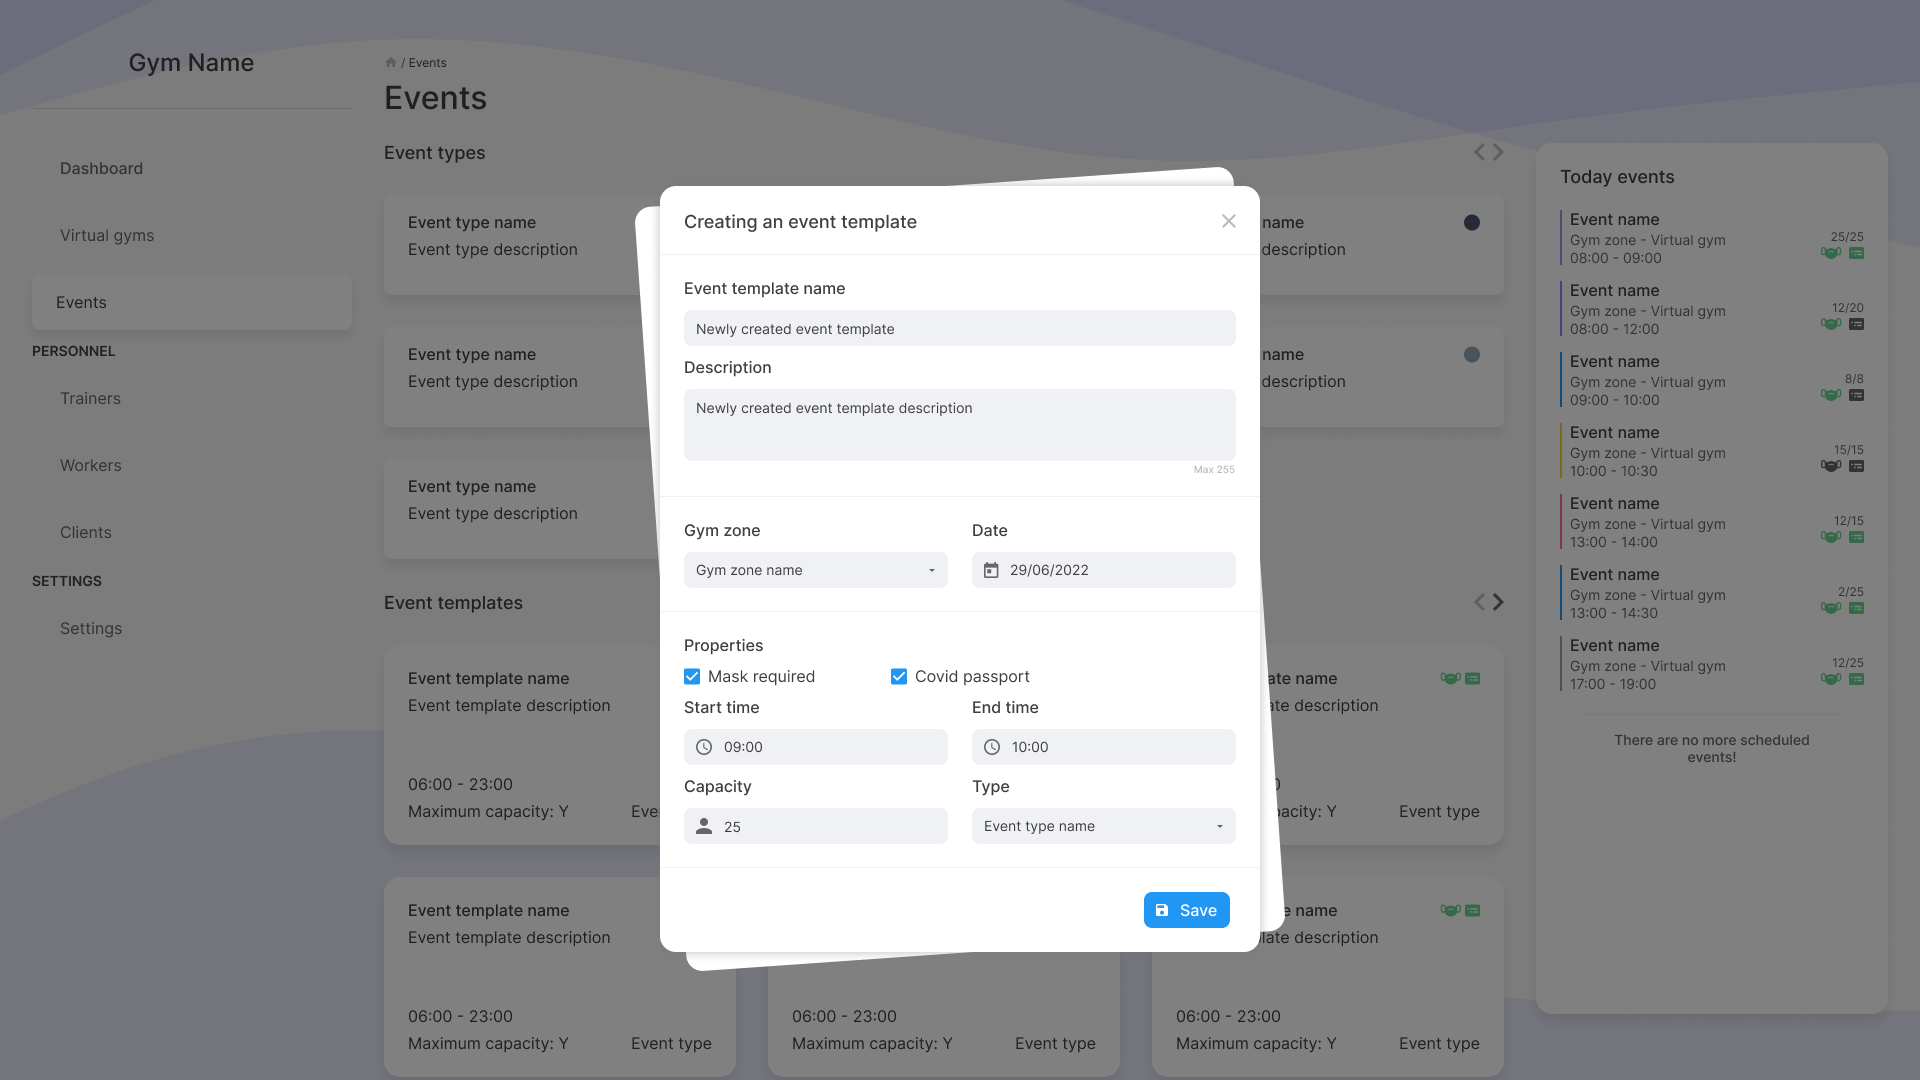 Gym Name
Dashboard
Virtual gyms
Events
PERSONNEL
Trainers
Workers
Clients
SETTINGS
Settings
/ Events
Events
Event types
Event type name
Event type description
name
description
Event type name
Event type description
name
description
Event type name
Event type description
Event templates
Event template name
Event template description
06:00 - 23:00
Maximum capacity: Y
ate name
ate description
Event type
Event template name
Event template description
06:00 - 23:00
Maximum capacity: Y Event type
06:00 - 23:00
Maximum capacity: Y Event type
name
late description
06:00 - 23:00
Maximum capacity: Y Event type
Creating an event template
Event template name
Newly created event template
Description
Newly created event template description
Max 255
Gym zone
Gym zone name
Date
29/06/2022
Properties
Mask required
Covid passport
Start time
09:00
End time
10:00
Capacity
25
Type
Event type name
Save
Today events
Event name
Gym zone - Virtual gym 25/25
08:00 - 09:00
Event name
Gym zone - Virtual gym 12/20
08:00 - 12:00
Event name
Gym zone - Virtual gym 8/8
09:00 - 10:00
Event name
Gym zone - Virtual gym 15/15
10:00 - 10:30
Event name
Gym zone - Virtual gym 12/15
13:00 - 14:00
Event name
Gym zone - Virtual gym 2/25
13:00 - 14:30
Event name
Gym zone - Virtual gym 12/25
17:00 - 19:00
There are no more scheduled
events!